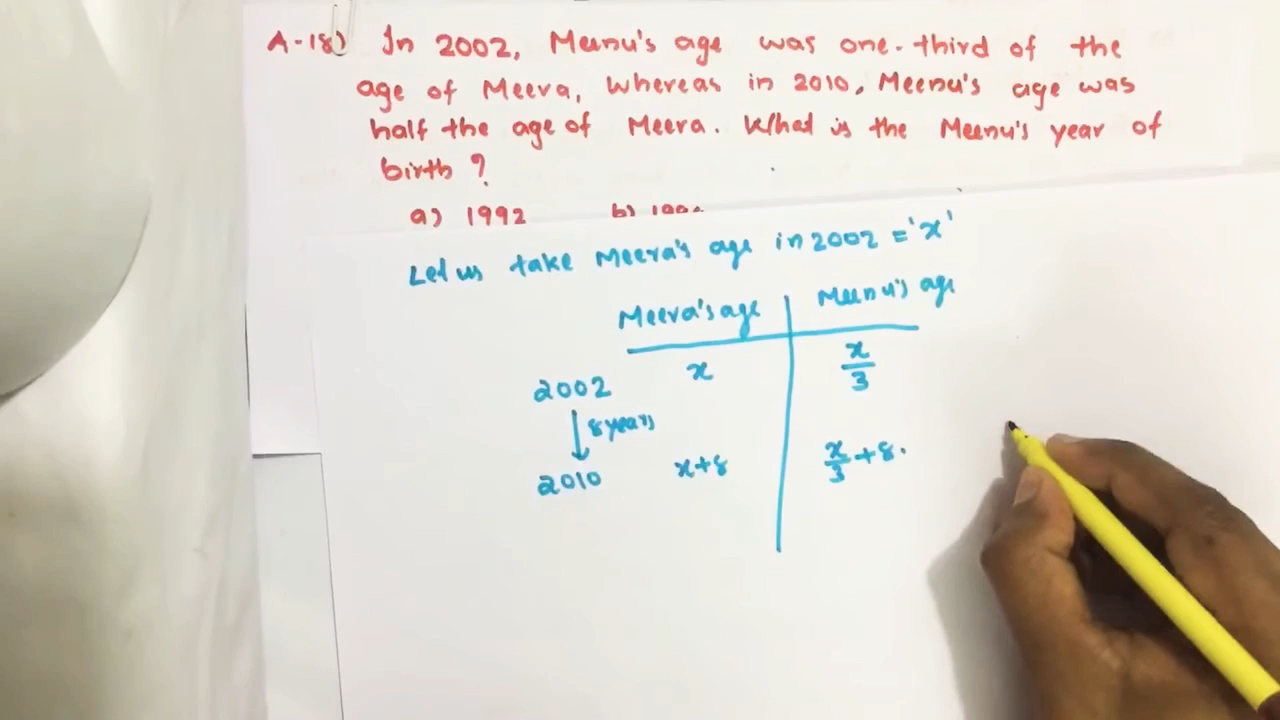 A-18) In 2002, Meenu's age was one-third of the
age of Meera, whereas in 2010, Meenu's age was
half the age of Meera. What is the Meenu's year of
birth ?
a) 1992 b)
Let us take Meera's age in 2002 = 'x'
Meera's age Meenu's age
2002 x x/3
8 years
2010 x+8 x/3+8.